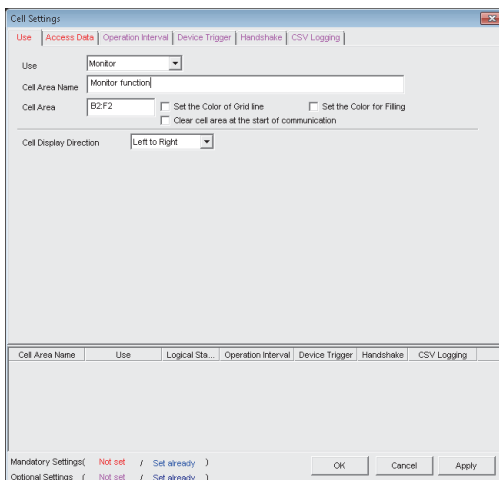 Cell Settings
Use Access Data Operation Interval Device Trigger Handshake CSV Logging
Use Monitor
Cell Area Name Monitor function
Cell Area B2:F2 Set the Color of Grid line Set the Color for Filling
Clear cell area at the start of communication
Cell Display Direction Left to Right
Cell Area Name Use Logical Sta... Operation Interval Device Trigger Handshake CSV Logging
Mandatory Settings( Not set / Set already )
OK Cancel Apply
Optional Settings ( Not set / Set already )